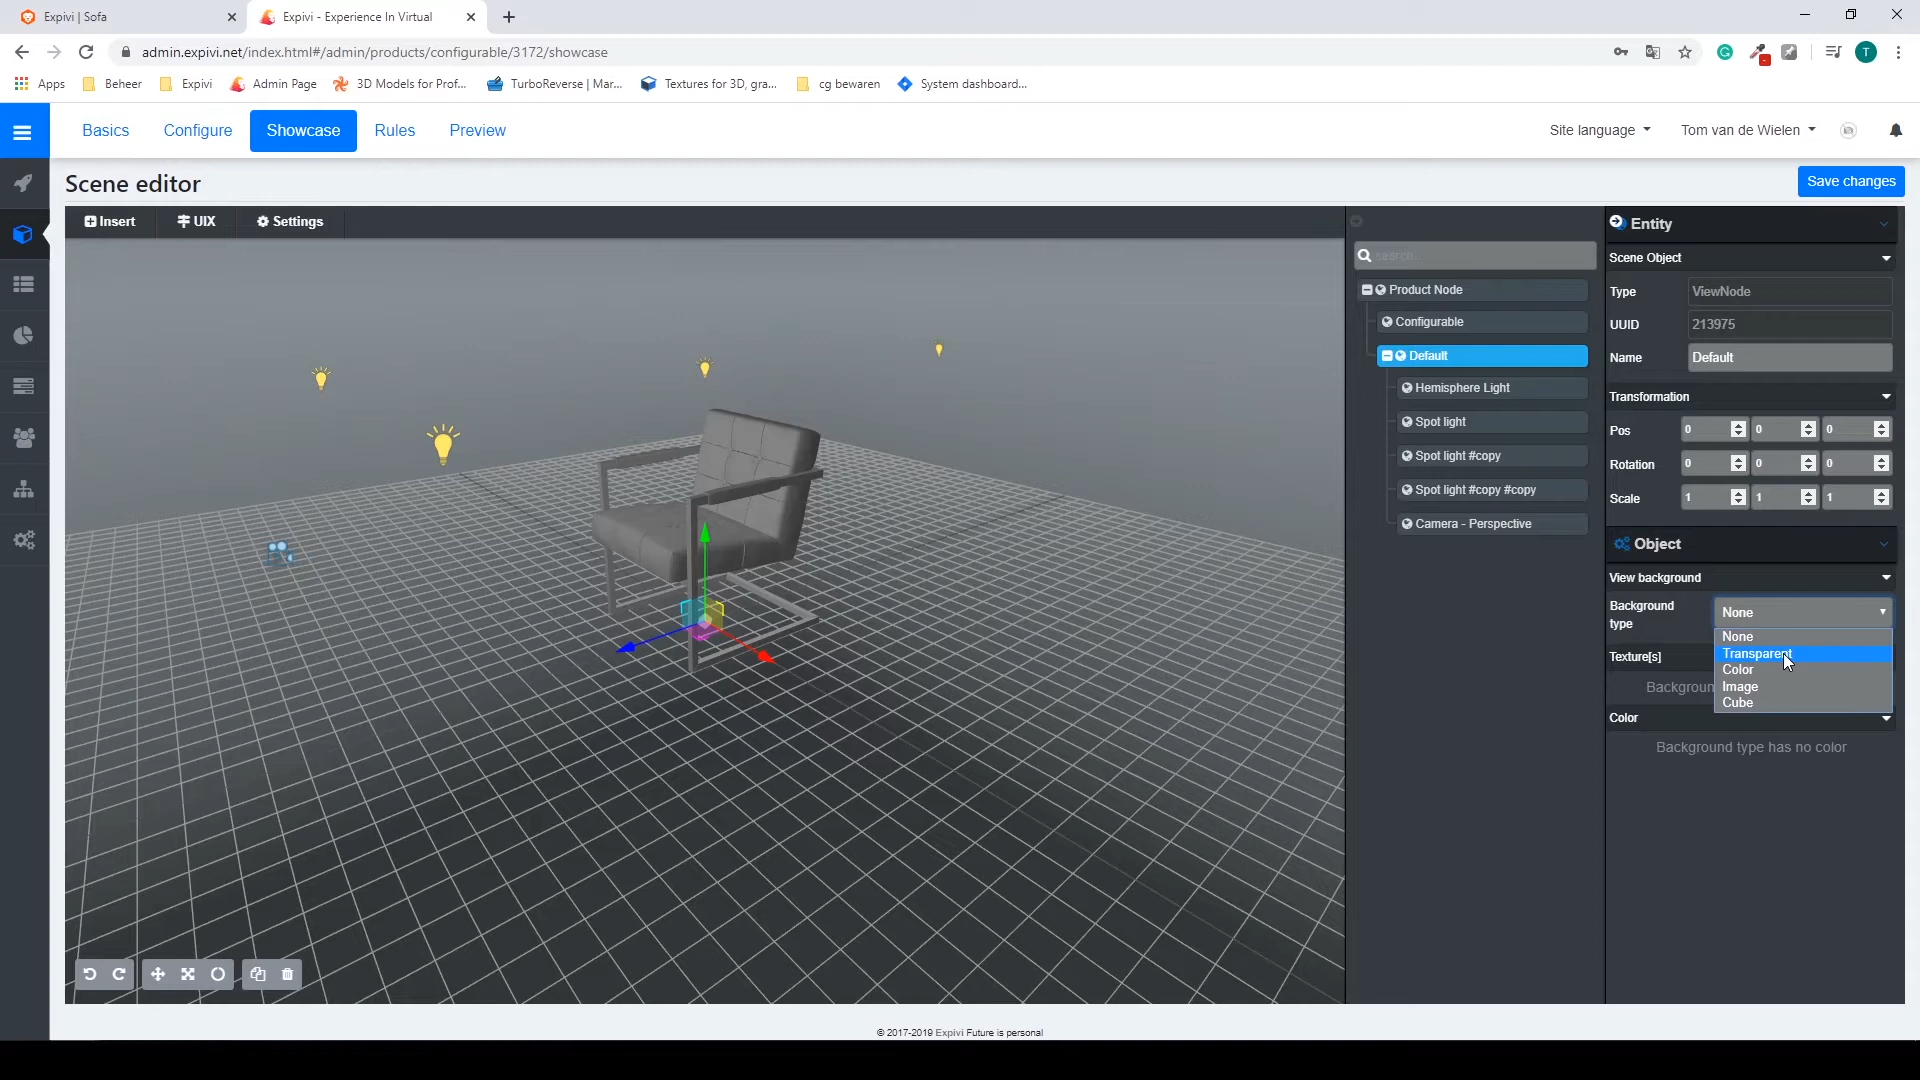 Expivi | Sofa
Expivi - Experience In Virtual
admin.expivi.net/index.html#/admin/products/configurable/3172/showcase
T
Apps
Beheer
Expivi
Admin Page
3D Models for Prof...
TurboReverse | Mar...
Textures for 3D, gra...
cg bewaren
System dashboard...
Basics
Configure
Showcase
Rules
Preview
Site language
Tom van de Wielen
Scene editor
Save changes
Insert
UIX
Settings
search..
Product Node
Configurable
Default
Hemisphere Light
Spot light
Spot light #copy
Spot light #copy #copy
Camera - Perspective
Entity
Scene Object
Type ViewNode
UUID 213975
Name Default
Transformation
Pos 0 0 0
Rotation 0 0 0
Scale 1 1 1
Object
View background
Background type None
None
Transparent
Color
Image
Cube
Texture[s]
Backgroun
Color
Background type has no color
© 2017-2019 Expivi Future is personal